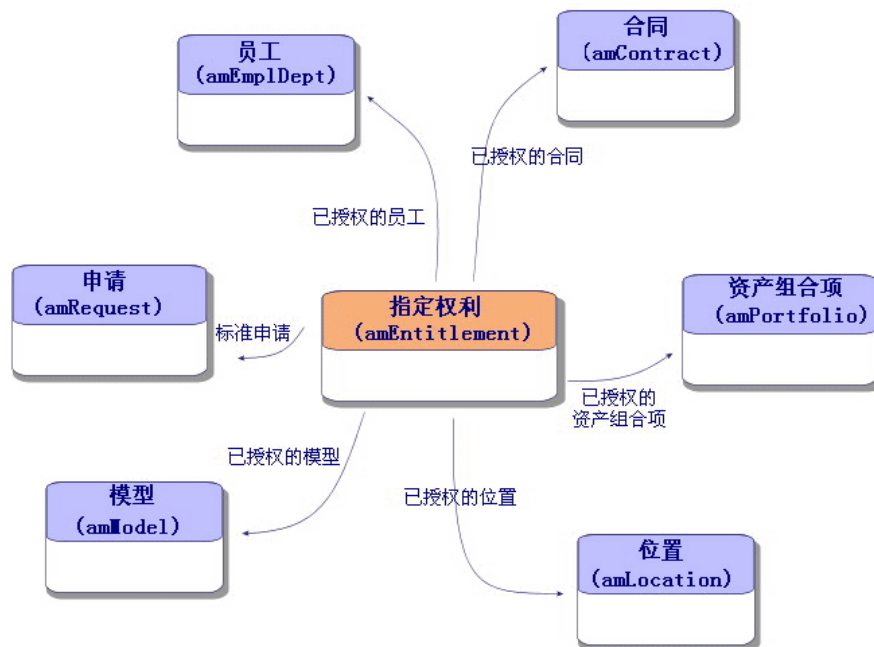 员工
(amEmplDept)
合同
(amContract)
已授权的合同
已授权的员工
申请
(amRequest)
标准申请
指定权利
(amEntitlement)
资产组合项
(amPortfolio)
已授权的
资产组合项
已授权的模型
已授权的位置
模型
(amModel)
位置
(amLocation)